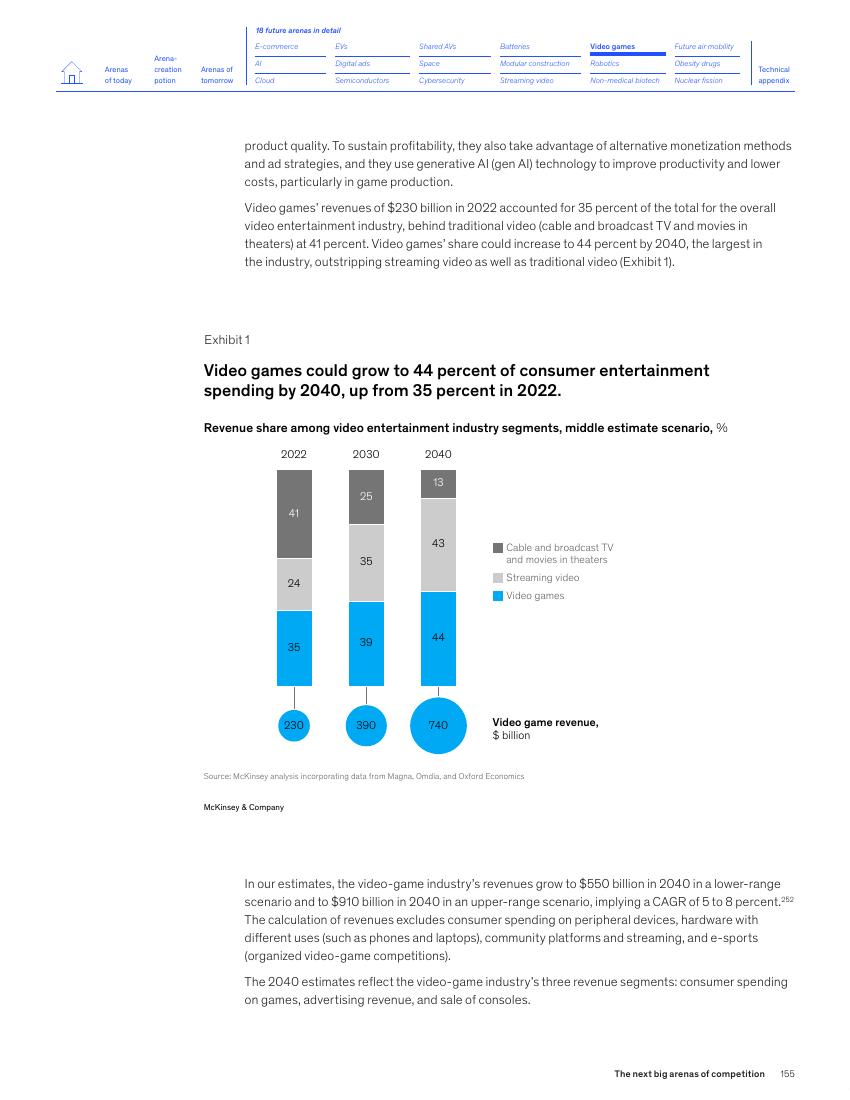 18 future arenas in detail
E-commerce EVs Shared AVs Batteries Video games Future air mobility
AI Digital ads Space Modular construction Robotics Obesity drugs
Cloud Semiconductors Cybersecurity Streaming video Non-medical biotech Nuclear fission
Arenas
of today
Arena-
creation
potion
Arenas of
tomorrow
Technical
appendix
product quality. To sustain profitability, they also take advantage of alternative monetization methods
and ad strategies, and they use generative AI (gen AI) technology to improve productivity and lower
costs, particularly in game production.
Video games’ revenues of $230 billion in 2022 accounted for 35 percent of the total for the overall
video entertainment industry, behind traditional video (cable and broadcast TV and movies in
theaters) at 41 percent. Video games’ share could increase to 44 percent by 2040, the largest in
the industry, outstripping streaming video as well as traditional video (Exhibit 1).
Exhibit 1
Video games could grow to 44 percent of consumer entertainment
spending by 2040, up from 35 percent in 2022.
Revenue share among video entertainment industry segments, middle estimate scenario, %
2022 2030 2040
41 25 13
24 35 43
35 39 44
Cable and broadcast TV
and movies in theaters
Streaming video
Video games
230 390 740
Video game revenue,
$ billion
Source: McKinsey analysis incorporating data from Magna, Omdia, and Oxford Economics
McKinsey & Company
In our estimates, the video-game industry’s revenues grow to $550 billion in 2040 in a lower-range
scenario and to $910 billion in 2040 in an upper-range scenario, implying a CAGR of 5 to 8 percent.252
The calculation of revenues excludes consumer spending on peripheral devices, hardware with
different uses (such as phones and laptops), community platforms and streaming, and e-sports
(organized video-game competitions).
The 2040 estimates reflect the video-game industry’s three revenue segments: consumer spending
on games, advertising revenue, and sale of consoles.
The next big arenas of competition 155